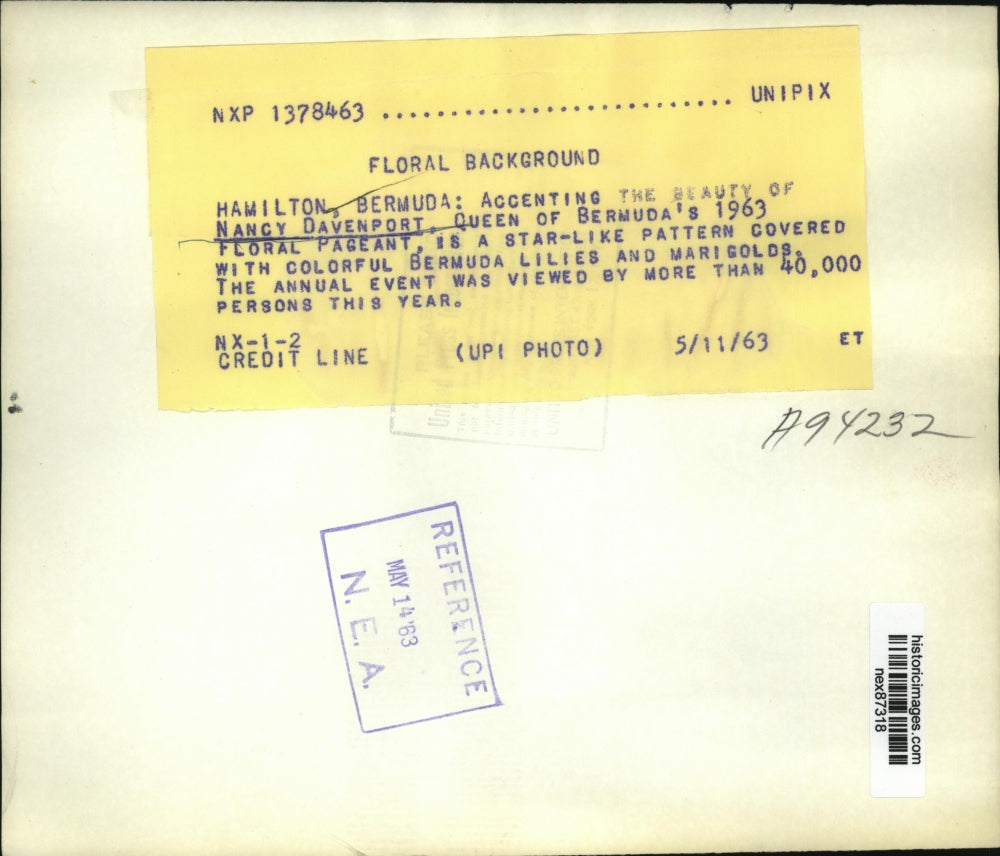 NXP 1378463 .......................... UNIPIX
FLORAL BACKGROUND
HAMILTON, BERMUDA: ACCENTING THE BEAUTY OF
NANCY DAVENPORT, QUEEN OF BERMUDA'S 1963
FLORAL PAGEANT, IS A STAR-LIKE PATTERN COVERED
WITH COLORFUL BERMUDA LILIES AND MARIGOLDS.
THE ANNUAL EVENT WAS VIEWED BY MORE THAN 40,000
PERSONS THIS YEAR.
NX-1-2
CREDIT LINE (UPI PHOTO) 5/11/63 ET
A94232
REFERENCE
MAY 14 '63
N. E. A.
historicimages.com
nex87318